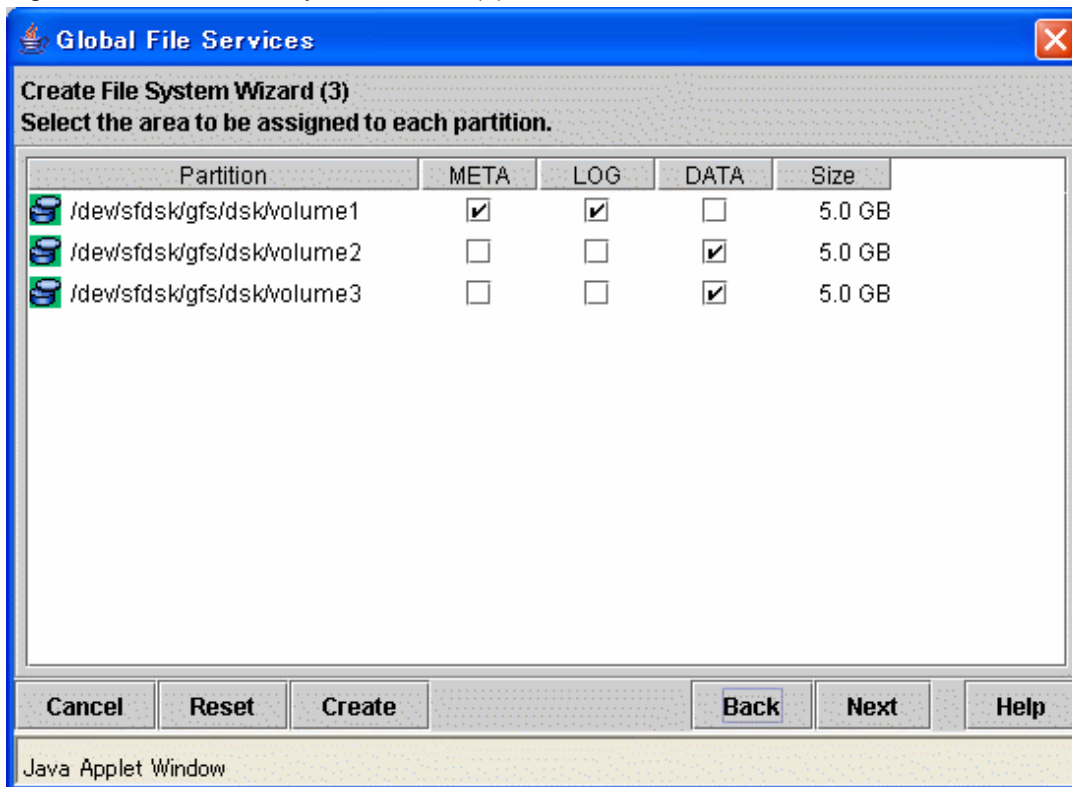 Global File Services
Create File System Wizard (3)
Select the area to be assigned to each partition.
Partition META LOG DATA Size
/dev/sfdsk/gfs/dsk/volume1 5.0 GB
/dev/sfdsk/gfs/dsk/volume2 5.0 GB
/dev/sfdsk/gfs/dsk/volume3 5.0 GB
Cancel Reset Create Back Next Help
Java Applet Window